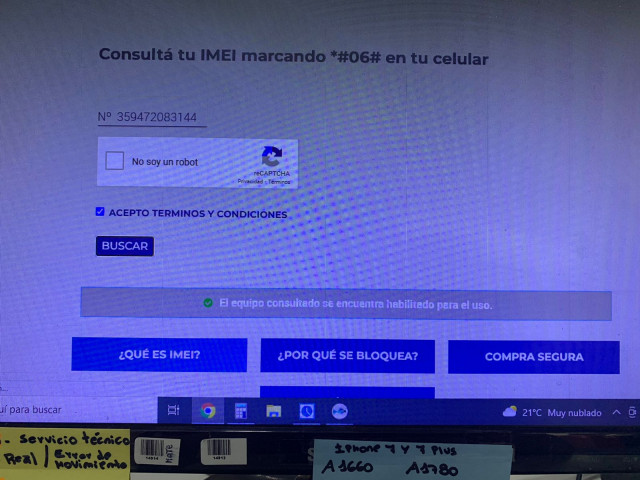 Consultá tu IMEI marcando *#06# en tu celular
Nº 359472083144
No soy un robot
reCAPTCHA
Privacidad - Términos
ACEPTO TERMINOS Y CONDICIONES
BUSCAR
El equipo consultado se encuentra habilitado para el uso.
¿QUÉ ES IMEI?
¿POR QUÉ SE BLOQUEA?
COMPRA SEGURA
uí para buscar
21°C Muy nublado
Servicio técnico
Real / Error de
Movimiento
IPhone 7 y 7 Plus
A1660 A1780